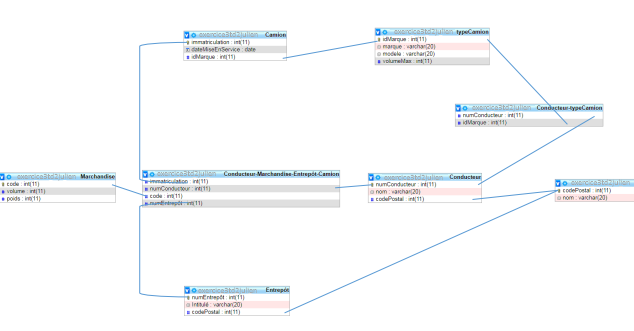 exercice3td2julien Camion
immatriculation : int(11)
dateMiseEnService : date
idMarque : int(11)
exercice3td2julien typeCamion
idMarque : int(11)
marque : varchar(20)
modele : varchar(20)
volumeMax : int(11)
exercice3td2julien Conducteur-typeCamion
numConducteur : int(11)
idMarque : int(11)
exercice3td2julien Marchandise
code : int(11)
volume : int(11)
poids : int(11)
exercice3td2julien Conducteur-Marchandise-Entrepôt-Camion
immatriculation : int(11)
numConducteur : int(11)
code : int(11)
numEntrepôt : int(11)
exercice3td2julien Conducteur
numConducteur : int(11)
nom : varchar(20)
codePostal : int(11)
exercice3td2julien
codePostal : int(11)
nom : varchar(20)
exercice3td2julien Entrepôt
numEntrepôt : int(11)
Intitulé : varchar(20)
codePostal : int(11)